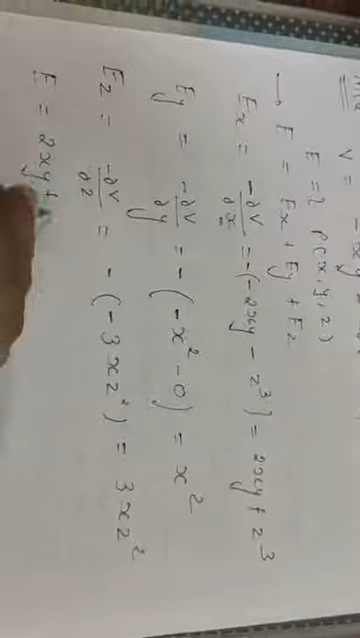 V = - x²y
E = ? P(x, y, z)
→ E = Ex + Ey + Ez
Ex = -∂V/∂x = -(-2xy - z³) = 2xy + z³
Ey = -∂V/∂y = -(-x² - 0) = x²
Ez = -∂V/∂z = -(-3xz²) = 3xz²
E = 2xy +